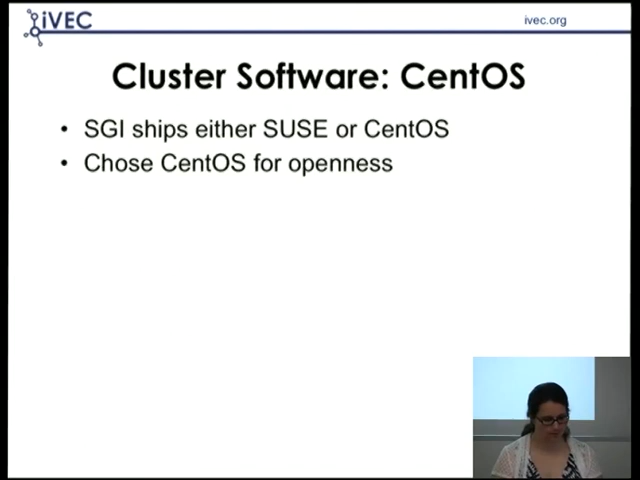 iVEC
ivec.org
Cluster Software: CentOS
• SGI ships either SUSE or CentOS
• Chose CentOS for openness